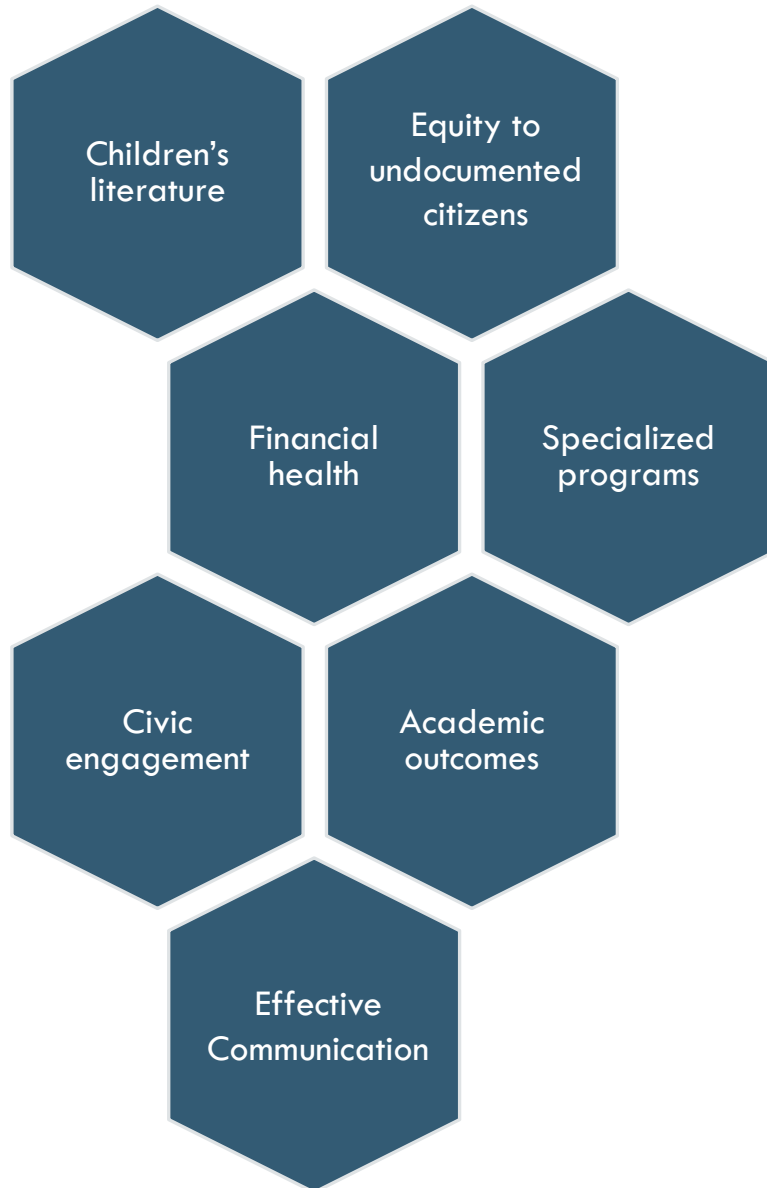 Children’s
literature
Equity to
undocumented
citizens
Financial
health
Specialized
programs
Civic
engagement
Academic
outcomes
Effective
Communication